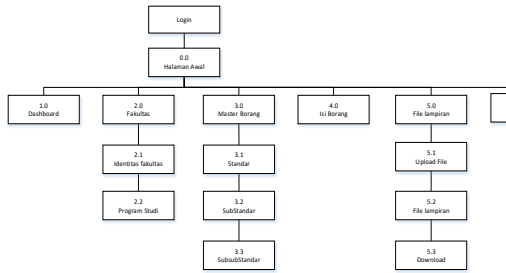 Login
0.0
Halaman Awal
1.0
Dashboard
2.0
Fakultas
3.0
Master Borang
4.0
Isi Borang
5.0
File lampiran
2.1
Identitas fakultas
3.1
Standar
5.1
Upload File
2.2
Program Studi
3.2
SubStandar
5.2
File lampiran
3.3
SubsubStandar
5.3
Download